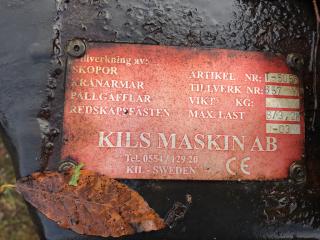 Tillverkning av:
SKOPOR
KRANARMAR
PALLGAFFLAR
REDSKAPSFÄSTEN
ARTIKEL NR:
TILLVERK NR: 857
VIKT KG:
MAX. LAST
KILS MASKIN AB
Tel. 0554 / 129 20
KIL - SWEDEN CE